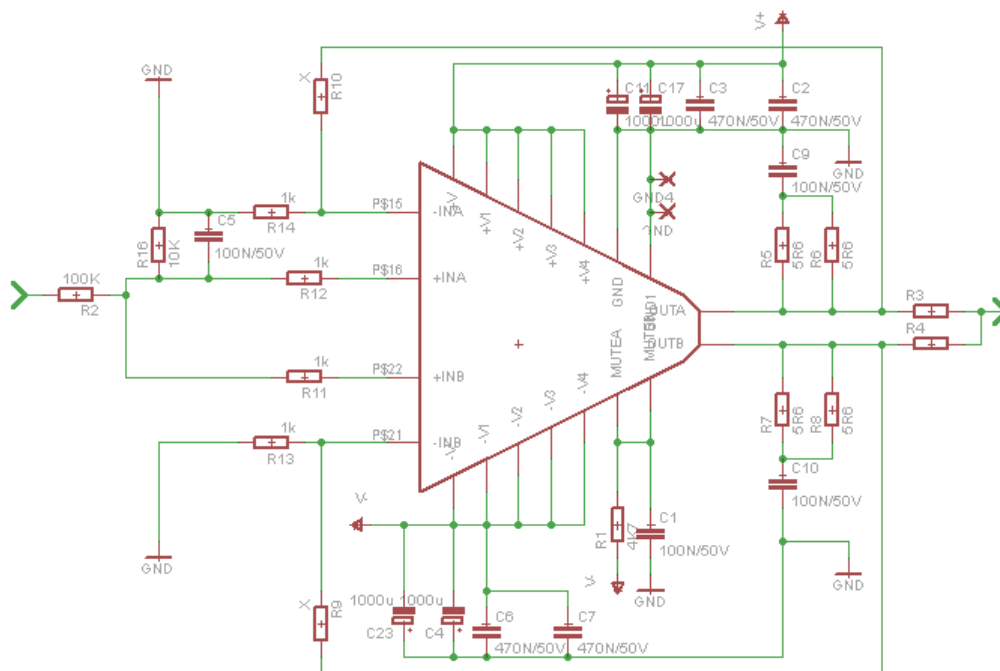 V+
GND
X
R10
C11
1000u
C17
1000u
C3
470N/50V
C2
470N/50V
GND
C9
100N/50V
+V
+V1
+V2
+V3
+V4
GND4
GND
1k
R14
P$15
-INA
C5
100N/50V
R16
10K
R5
5R6
R6
5R6
100K
R2
1k
R12
P$16
+INA
GND
GND1
MUTEA
MUTEB
OUTA
OUTB
R3
R4
1k
R11
P$22
+INB
1k
R13
P$21
-INB
-V
-V1
-V2
-V3
-V4
R7
5R6
R8
5R6
C10
100N/50V
V-
GND
R1
4K7
C1
100N/50V
V-
GND
GND
X
R9
1000u
C23
1000u
C4
C6
470N/50V
C7
470N/50V